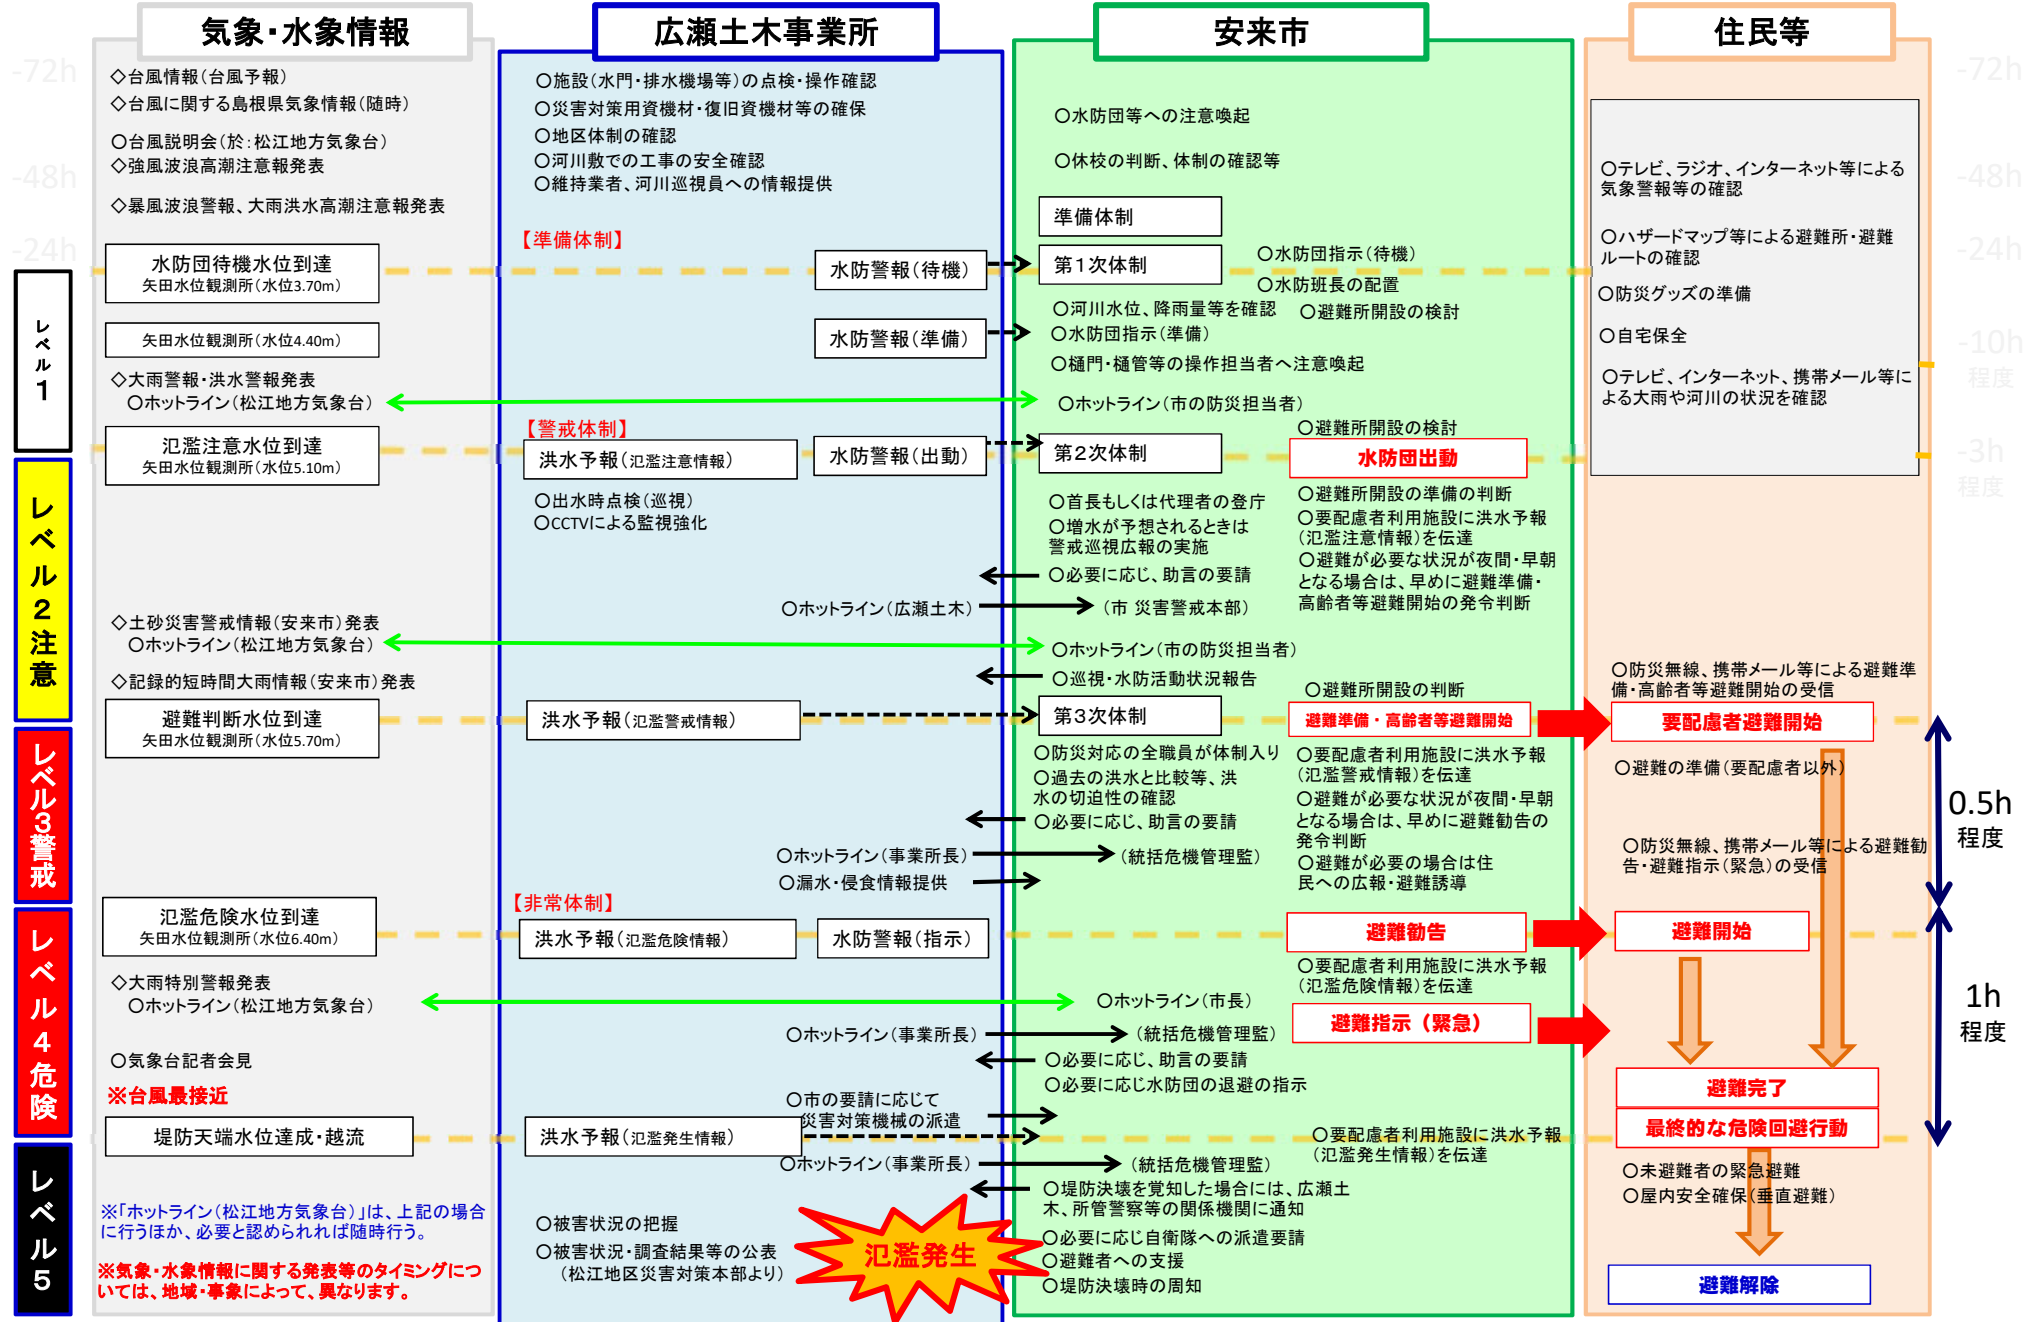 気象・水象情報
広瀬土木事業所
安来市
住民等
-72h
-48h
-24h
レベル1
レベル2注意
レベル3警戒
レベル4危険
レベル5
◇台風情報(台風予報)
◇台風に関する島根県気象情報(随時)
○台風説明会(於:松江地方気象台)
◇強風波浪高潮注意報発表
◇暴風波浪警報、大雨洪水高潮注意報発表
水防団待機水位到達
矢田水位観測所(水位3.70m)
矢田水位観測所(水位4.40m)
◇大雨警報・洪水警報発表
○ホットライン(松江地方気象台)
氾濫注意水位到達
矢田水位観測所(水位5.10m)
◇土砂災害警戒情報(安来市)発表
○ホットライン(松江地方気象台)
◇記録的短時間大雨情報(安来市)発表
避難判断水位到達
矢田水位観測所(水位5.70m)
氾濫危険水位到達
矢田水位観測所(水位6.40m)
◇大雨特別警報発表
○ホットライン(松江地方気象台)
○気象台記者会見
※台風最接近
堤防天端水位達成・越流
※「ホットライン(松江地方気象台)」は、上記の場合
に行うほか、必要と認められれば随時行う。
※気象・水象情報に関する発表等のタイミングにつ
いては、地域・事象によって、異なります。
○施設(水門・排水機場等)の点検・操作確認
○災害対策用資機材・復旧資機材等の確保
○地区体制の確認
○河川敷での工事の安全確認
○維持業者、河川巡視員への情報提供
【準備体制】
水防警報(待機)
水防警報(準備)
【警戒体制】
洪水予報(氾濫注意情報)
水防警報(出動)
○出水時点検(巡視)
○CCTVによる監視強化
○ホットライン(広瀬土木)
洪水予報(氾濫警戒情報)
○ホットライン(事業所長)
○漏水・侵食情報提供
【非常体制】
洪水予報(氾濫危険情報)
水防警報(指示)
○ホットライン(事業所長)
○市の要請に応じて
災害対策機械の派遣
洪水予報(氾濫発生情報)
○ホットライン(事業所長)
○被害状況の把握
○被害状況・調査結果等の公表
(松江地区災害対策本部より)
氾濫発生
○水防団等への注意喚起
○休校の判断、体制の確認等
準備体制
第1次体制
○水防団指示(待機)
○水防班長の配置
○河川水位、降雨量等を確認
○避難所開設の検討
○水防団指示(準備)
○樋門・樋管等の操作担当者へ注意喚起
○ホットライン(市の防災担当者)
○避難所開設の検討
第2次体制
水防団出動
○首長もしくは代理者の登庁
○増水が予想されるときは
警戒巡視広報の実施
○必要に応じ、助言の要請
(市 災害警戒本部)
○避難所開設の準備の判断
○要配慮者利用施設に洪水予報
(氾濫注意情報)を伝達
○避難が必要な状況が夜間・早朝
となる場合は、早めに避難準備・
高齢者等避難開始の発令判断
○ホットライン(市の防災担当者)
○巡視・水防活動状況報告
○避難所開設の判断
第3次体制
避難準備・高齢者等避難開始
○防災対応の全職員が体制入り
○過去の洪水と比較等、洪
水の切迫性の確認
○必要に応じ、助言の要請
(統括危機管理監)
○要配慮者利用施設に洪水予報
(氾濫警戒情報)を伝達
○避難が必要な状況が夜間・早朝
となる場合は、早めに避難勧告の
発令判断
○避難が必要の場合は住
民への広報・避難誘導
避難勧告
○要配慮者利用施設に洪水予報
(氾濫危険情報)を伝達
○ホットライン(市長)
避難指示(緊急)
(統括危機管理監)
○必要に応じ、助言の要請
○必要に応じ水防団の退避の指示
○要配慮者利用施設に洪水予報
(氾濫発生情報)を伝達
(統括危機管理監)
○堤防決壊を覚知した場合には、広瀬土
木、所管警察等の関係機関に通知
○必要に応じ自衛隊への派遣要請
○避難者への支援
○堤防決壊時の周知
○テレビ、ラジオ、インターネット等による
気象警報等の確認
○ハザードマップ等による避難所・避難
ルートの確認
○防災グッズの準備
○自宅保全
○テレビ、インターネット、携帯メール等に
よる大雨や河川の状況を確認
○防災無線、携帯メール等による避難準
備・高齢者等避難開始の受信
要配慮者避難開始
○避難の準備(要配慮者以外)
○防災無線、携帯メール等による避難勧
告・避難指示(緊急)の受信
避難開始
避難完了
最終的な危険回避行動
○未避難者の緊急避難
○屋内安全確保(垂直避難)
避難解除
-72h
-48h
-24h
-10h
程度
-3h
程度
0.5h
程度
1h
程度